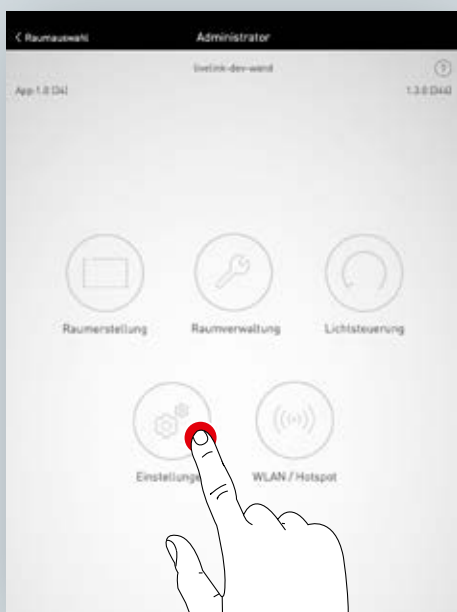 < Raumauswahl Administrator
livelink-dev-wand ?
App 1.0 (34) 1.3.0 (344)
Raumerstellung Raumverwaltung Lichtsteuerung
Einstellunge WLAN / Hotspot